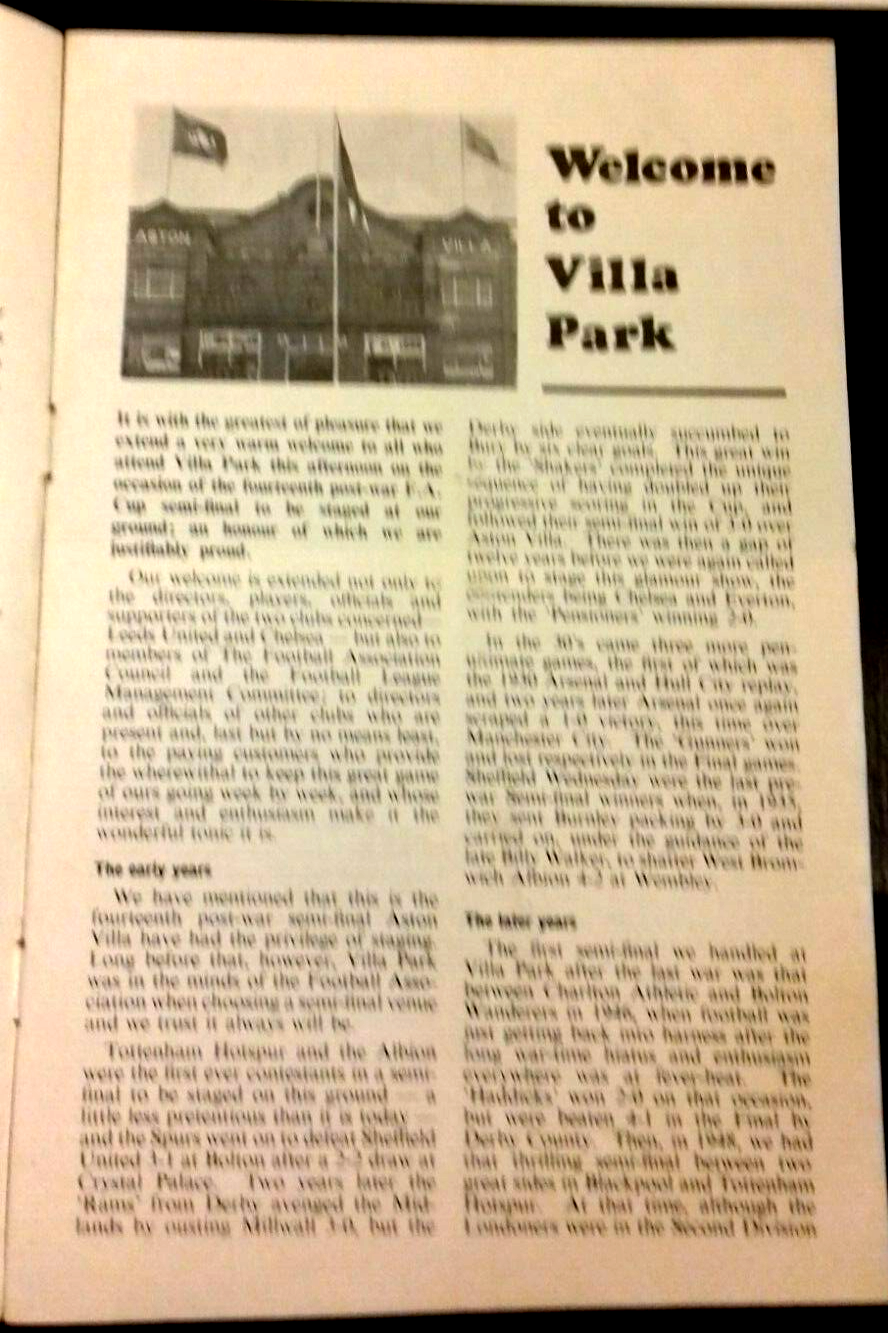 ASTON
VILLA
Welcome
to
Villa
Park
It is with the greatest of pleasure that we
extend a very warm welcome to all who
attend Villa Park this afternoon on the
occasion of the fourteenth post-war F.A.
Cup semi-final to be staged at our
ground; an honour of which we are
justifiably proud.
Our welcome is extended not only to
the directors, players, officials and
supporters of the two clubs concerned —
Leeds United and Chelsea — but also to
members of The Football Association
Council and the Football League
Management Committee; to directors
and officials of other clubs who are
present and, last but by no means least,
to the paying customers who provide
the wherewithal to keep this great game
of ours going week by week, and whose
interest and enthusiasm make it the
wonderful tonic it is.
The early years
We have mentioned that this is the
fourteenth post-war semi-final Aston
Villa have had the privilege of staging.
Long before that, however, Villa Park
was in the minds of the Football Asso-
ciation when choosing a semi-final venue
and we trust it always will be.
Tottenham Hotspur and the Albion
were the first ever contestants in a semi-
final to be staged on this ground — a
little less pretentious than it is today —
and the Spurs went on to defeat Sheffield
United 3-1 at Bolton after a 2-2 draw at
Crystal Palace. Two years later the
'Rams' from Derby avenged the Mid-
lands by ousting Millwall 3-0, but the
Derby side eventually succumbed to
Bury by six clear goals. This great win
by the 'Shakers' completed the unique
sequence of having doubled up their
progressive scoring in the Cup, and
followed their semi-final win of 3-0 over
Aston Villa. There was then a gap of
twelve years before we were again called
upon to stage this glamour show, the
contenders being Chelsea and Everton,
with the 'Pensioners' winning 2-0.
In the 30's came three more pen-
ultimate games, the first of which was
the 1930 Arsenal and Hull City replay,
and two years later Arsenal once again
scraped a 1-0 victory, this time over
Manchester City. The 'Gunners' won
and lost respectively in the Final games.
Sheffield Wednesday were the last pre-
war Semi-final winners when, in 1935,
they sent Burnley packing by 3-0 and
carried on, under the guidance of the
late Billy Walker, to shatter West Brom-
wich Albion 4-2 at Wembley.
The later years
The first semi-final we handled at
Villa Park after the last war was that
between Charlton Athletic and Bolton
Wanderers in 1946, when football was
just getting back into harness after the
long war-time hiatus and enthusiasm
everywhere was at fever-heat. The
'Haddicks' won 2-0 on that occasion,
but were beaten 4-1 in the Final by
Derby County. Then, in 1948, we had
that thrilling semi-final between two
great sides in Blackpool and Tottenham
Hotspur. At that time, although the
Londoners were in the Second Division